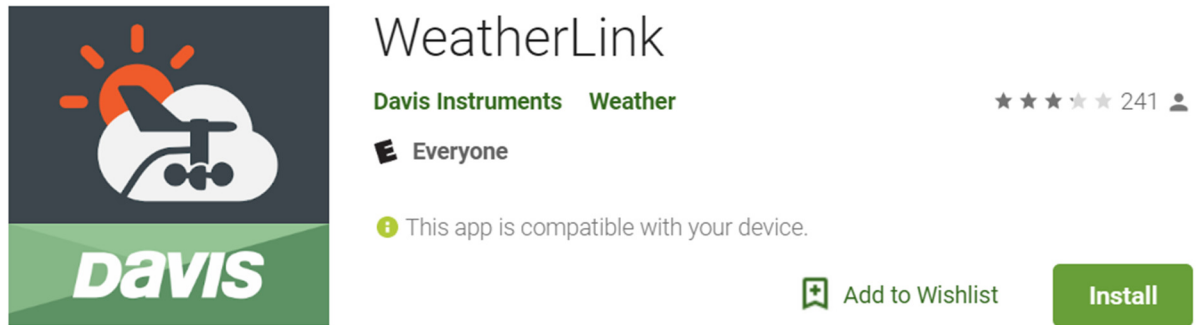 WeatherLink
Davis Instruments Weather 241
E Everyone
This app is compatible with your device.
Add to Wishlist Install
DAVIS